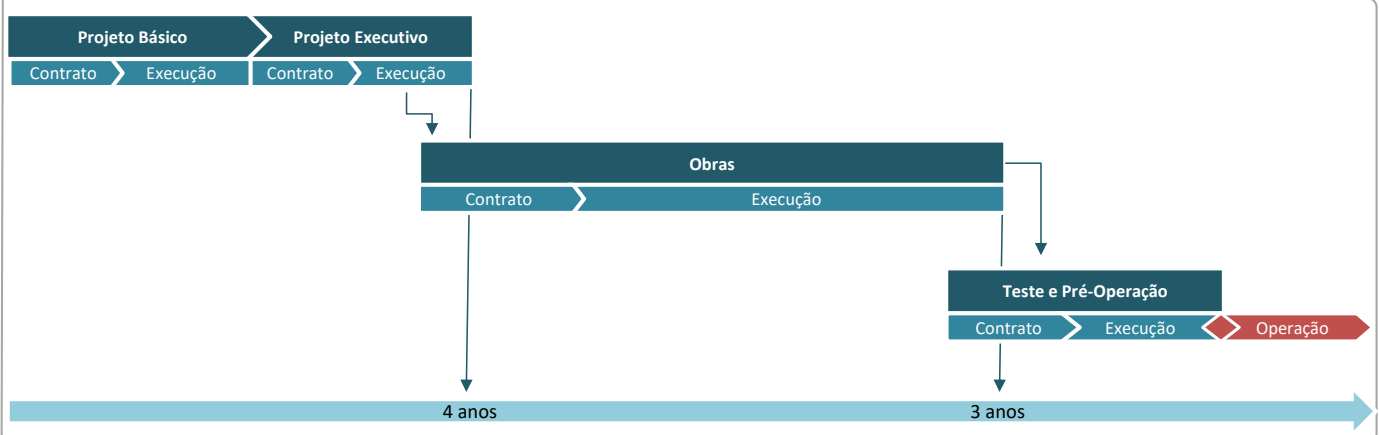 Projeto Básico
Projeto Executivo
Contrato
Execução
Contrato
Execução
Obras
Contrato
Execução
Teste e Pré-Operação
Contrato
Execução
Operação
4 anos
3 anos